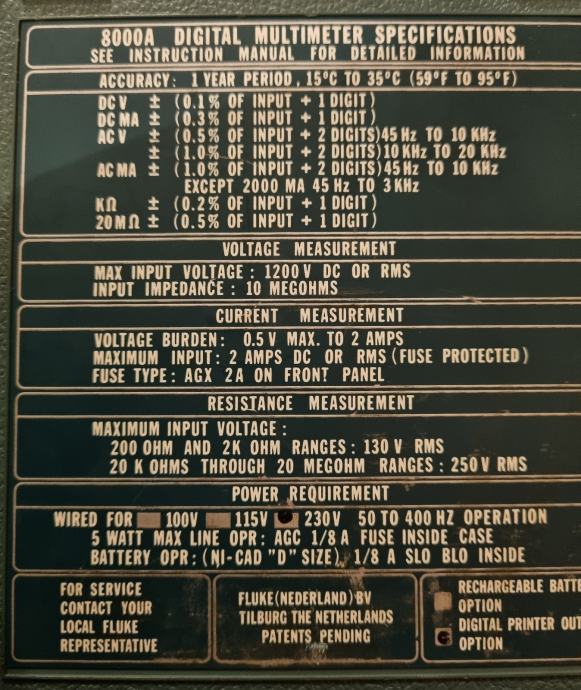 8000A DIGITAL MULTIMETER SPECIFICATIONS
SEE INSTRUCTION MANUAL FOR DETAILED INFORMATION
ACCURACY: 1 YEAR PERIOD, 15°C TO 35°C (59°F TO 95°F)
DC V ± (0.1% OF INPUT + 1 DIGIT)
DC MA ± (0.3% OF INPUT + 1 DIGIT)
AC V ± (0.5% OF INPUT + 2 DIGITS) 45 Hz TO 10 KHz
± (1.0% OF INPUT + 2 DIGITS) 10 KHz TO 20 KHz
AC MA ± (1.0% OF INPUT + 2 DIGITS) 45 Hz TO 10 KHz
EXCEPT 2000 MA 45 Hz TO 3 KHz
KΩ ± (0.2% OF INPUT + 1 DIGIT)
20MΩ ± (0.5% OF INPUT + 1 DIGIT)
VOLTAGE MEASUREMENT
MAX INPUT VOLTAGE: 1200 V DC OR RMS
INPUT IMPEDANCE: 10 MEGOHMS
CURRENT MEASUREMENT
VOLTAGE BURDEN: 0.5 V MAX. TO 2 AMPS
MAXIMUM INPUT: 2 AMPS DC OR RMS (FUSE PROTECTED)
FUSE TYPE: AGX 2A ON FRONT PANEL
RESISTANCE MEASUREMENT
MAXIMUM INPUT VOLTAGE:
200 OHM AND 2K OHM RANGES: 130 V RMS
20 K OHMS THROUGH 20 MEGOHM RANGES: 250 V RMS
POWER REQUIREMENT
WIRED FOR 100V 115V 230V 50 TO 400 HZ OPERATION
5 WATT MAX LINE OPR: AGC 1/8 A FUSE INSIDE CASE
BATTERY OPR: (NI-CAD "D" SIZE) 1/8 A SLO BLO INSIDE
FOR SERVICE
CONTACT YOUR
LOCAL FLUKE
REPRESENTATIVE
FLUKE (NEDERLAND) BV
TILBURG THE NETHERLANDS
PATENTS PENDING
RECHARGEABLE BATTE
OPTION
DIGITAL PRINTER OUT
OPTION